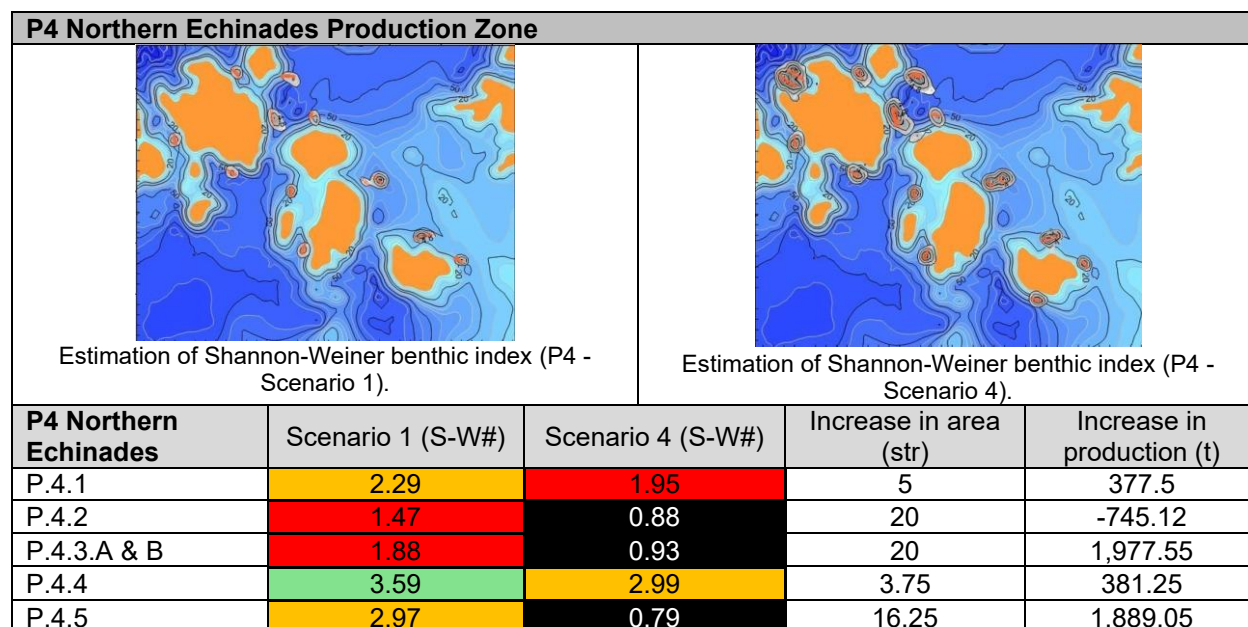 P4 Northern Echinades Production Zone
Estimation of Shannon-Weiner benthic index (P4 -
Scenario 1).
Estimation of Shannon-Weiner benthic index (P4 -
Scenario 4).
P4 Northern Echinades Scenario 1 (S-W#) Scenario 4 (S-W#) Increase in area (str) Increase in production (t)
P.4.1 2.29 1.95 5 377.5
P.4.2 1.47 0.88 20 -745.12
P.4.3.A & B 1.88 0.93 20 1,977.55
P.4.4 3.59 2.99 3.75 381.25
P.4.5 2.97 0.79 16.25 1,889.05